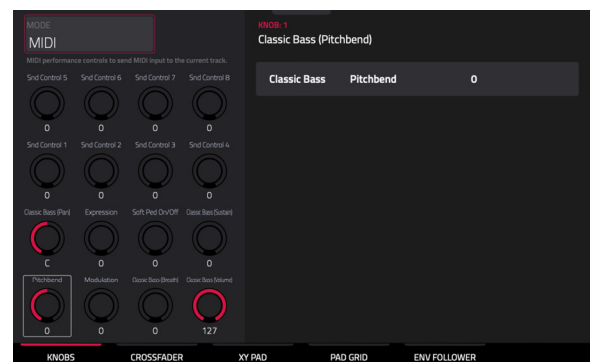 MODE
MIDI
MIDI performance controls to send MIDI input to the current track.
Snd Control 5 Snd Control 6 Snd Control 7 Snd Control 8
0 0 0 0
Snd Control 1 Snd Control 2 Snd Control 3 Snd Control 4
0 0 0 0
Classic Bass (Pan) Expression Soft Ped On/Off Classic Bass (Sustain)
C 0 0 0
Pitchbend Modulation Classic Bass (Breath) Classic Bass (Volume)
0 0 0 127
KNOB: 1
Classic Bass (Pitchbend)
Classic Bass Pitchbend 0
KNOBS CROSSFADER XY PAD PAD GRID ENV FOLLOWER